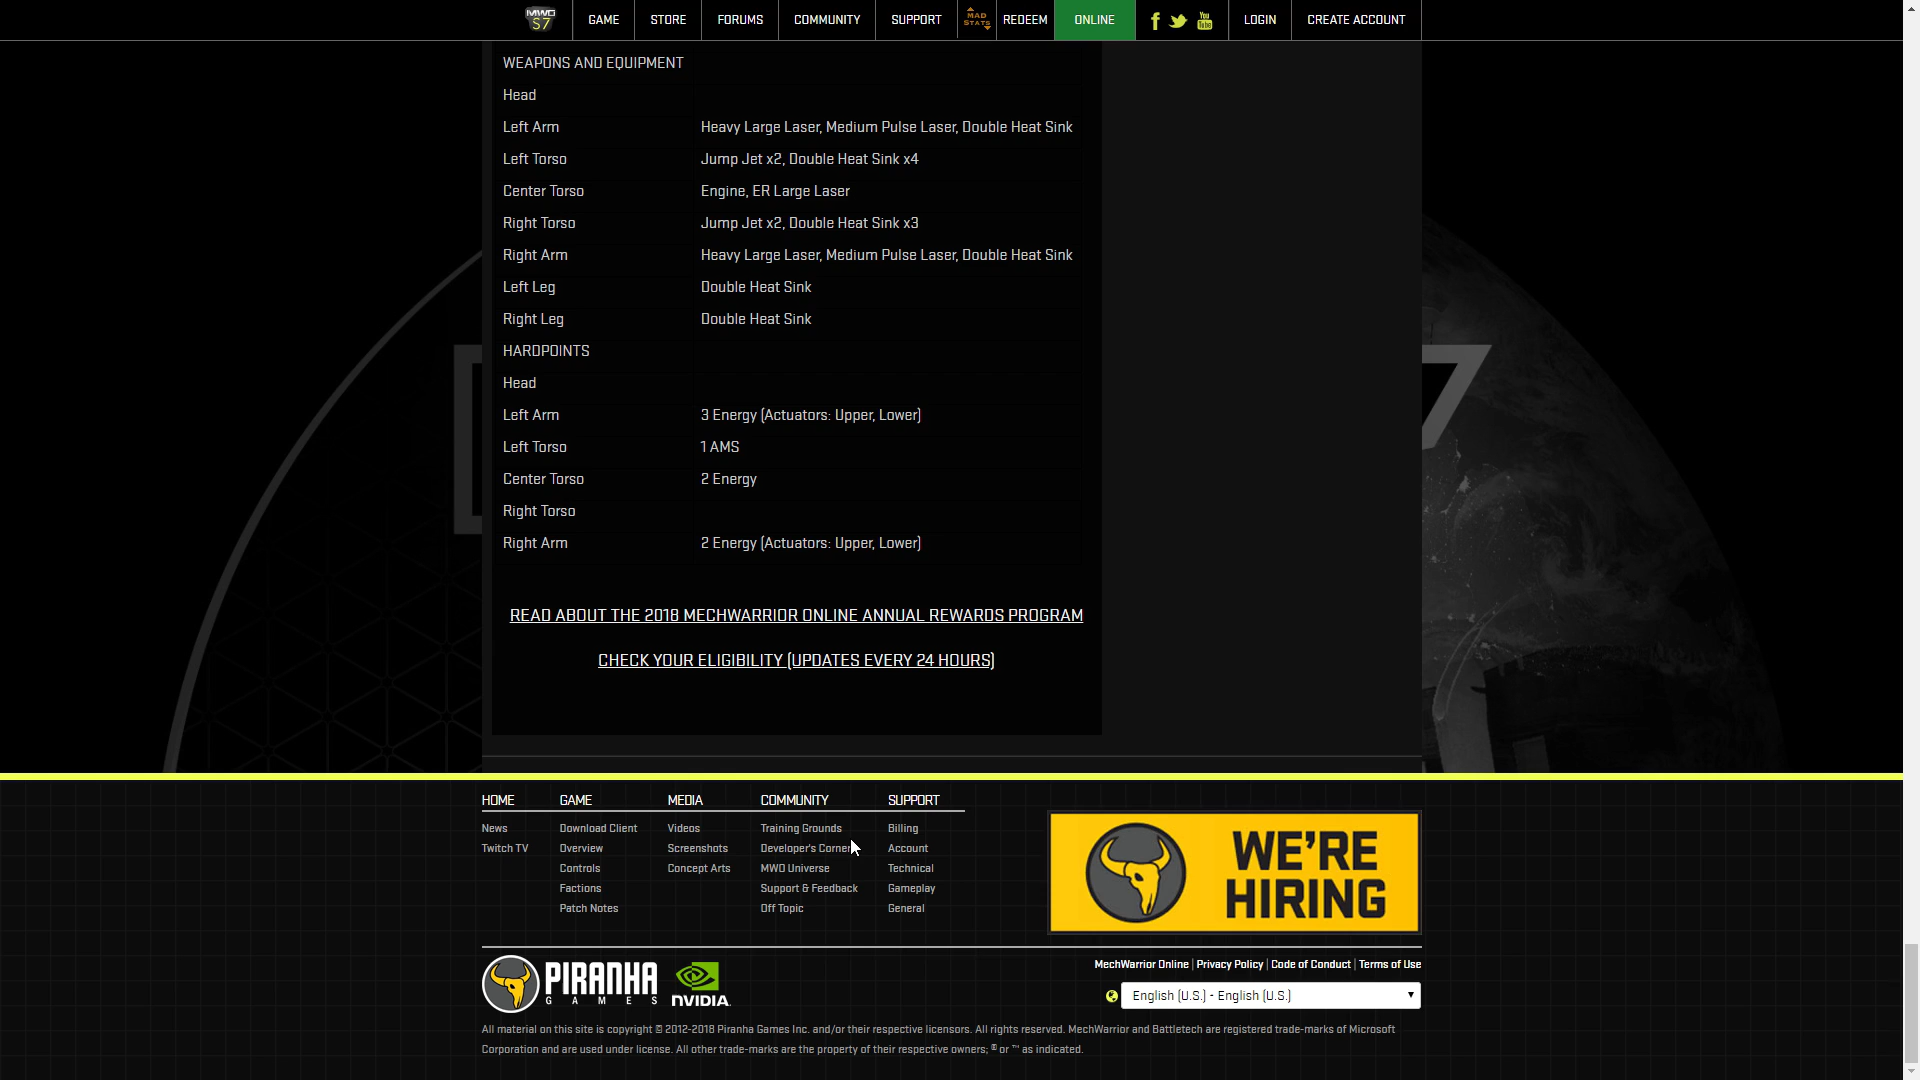 MWO S7 GAME STORE FORUMS COMMUNITY SUPPORT MAD STATS REDEEM ONLINE f You Tube LOGIN CREATE ACCOUNT
WEAPONS AND EQUIPMENT
Head
Left Arm Heavy Large Laser, Medium Pulse Laser, Double Heat Sink
Left Torso Jump Jet x2, Double Heat Sink x4
Center Torso Engine, ER Large Laser
Right Torso Jump Jet x2, Double Heat Sink x3
Right Arm Heavy Large Laser, Medium Pulse Laser, Double Heat Sink
Left Leg Double Heat Sink
Right Leg Double Heat Sink
HARDPOINTS
Head
Left Arm 3 Energy (Actuators: Upper, Lower)
Left Torso 1 AMS
Center Torso 2 Energy
Right Torso
Right Arm 2 Energy (Actuators: Upper, Lower)
READ ABOUT THE 2018 MECHWARRIOR ONLINE ANNUAL REWARDS PROGRAM
CHECK YOUR ELIGIBILITY (UPDATES EVERY 24 HOURS)
7
HOME GAME MEDIA COMMUNITY SUPPORT
News Download Client Videos Training Grounds Billing
Twitch TV Overview Screenshots Developer's Corner Account
Controls Concept Arts MWO Universe Technical
Factions Support & Feedback Gameplay
Patch Notes Off Topic General
WE'RE
HIRING
PIRANHA
GAMES
NVIDIA.
MechWarrior Online | Privacy Policy | Code of Conduct | Terms of Use
English (U.S.) - English (U.S.)
All material on this site is copyright © 2012-2018 Piranha Games Inc. and/or their respective licensors. All rights reserved. MechWarrior and Battletech are registered trade-marks of Microsoft
Corporation and are used under license. All other trade-marks are the property of their respective owners; ® or ™ as indicated.